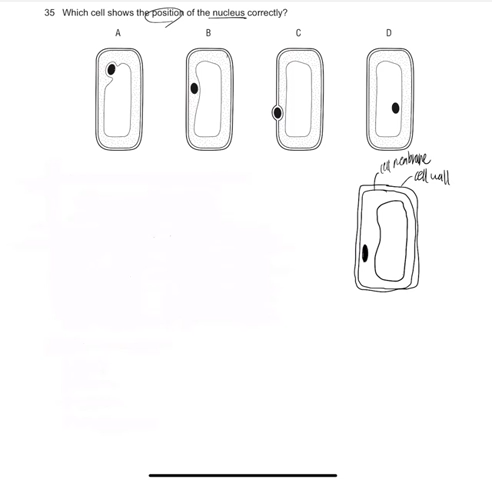 35 Which cell shows the position of the nucleus correctly?
A B C D
cell membrane
cell wall